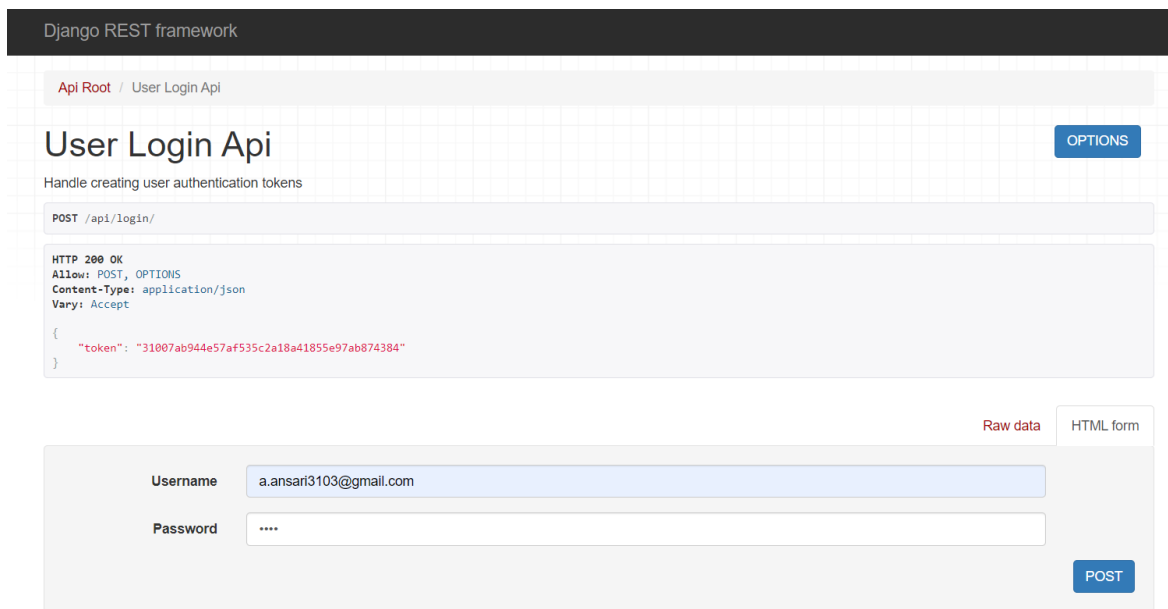 Django REST framework
Api Root / User Login Api
User Login Api
OPTIONS
Handle creating user authentication tokens
POST /api/login/
HTTP 200 OK
Allow: POST, OPTIONS
Content-Type: application/json
Vary: Accept
{
"token": "31007ab944e57af535c2a18a41855e97ab874384"
}
Raw data
HTML form
Username a.ansari3103@gmail.com
Password ····
POST